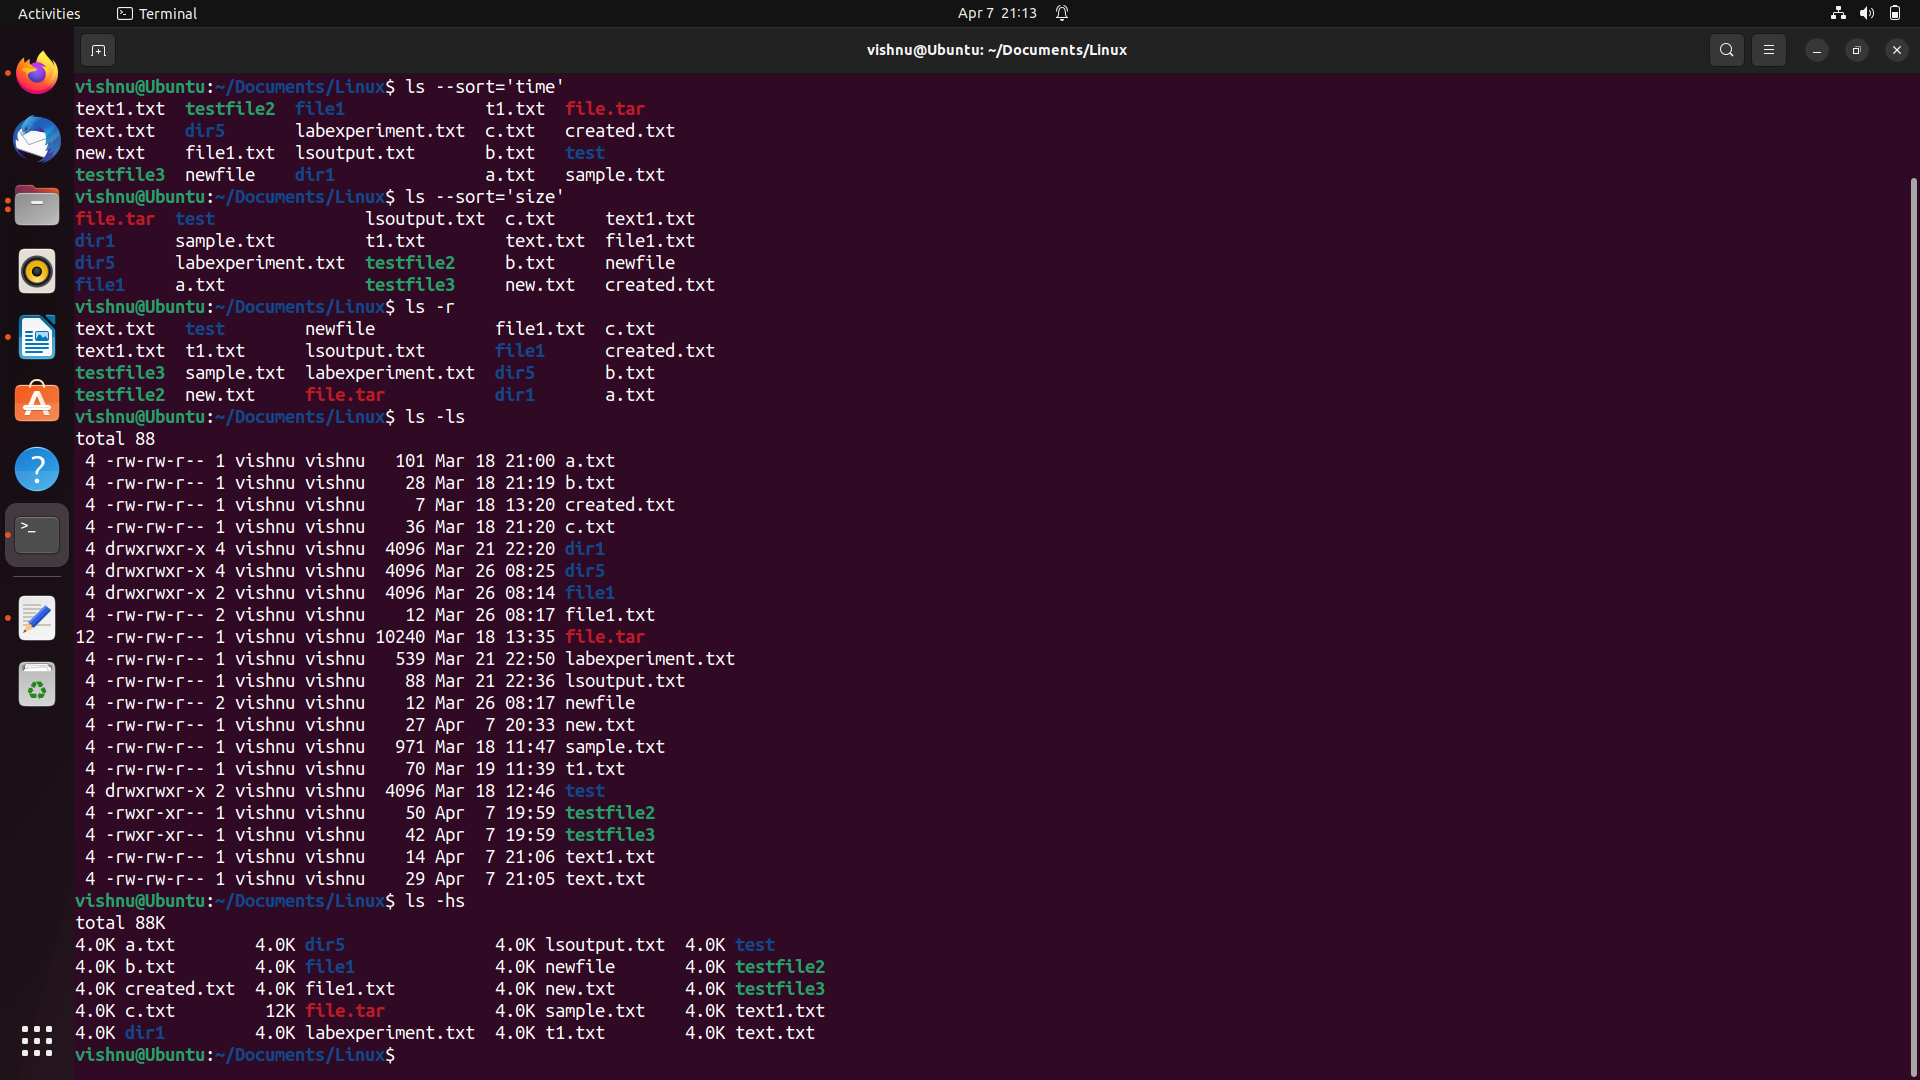 Activities Terminal Apr 7 21:13
vishnu@Ubuntu: ~/Documents/Linux
vishnu@Ubuntu:~/Documents/Linux$ ls --sort='time'
text1.txt testfile2 file1 t1.txt file.tar
text.txt dir5 labexperiment.txt c.txt created.txt
new.txt file1.txt lsoutput.txt b.txt test
testfile3 newfile dir1 a.txt sample.txt
vishnu@Ubuntu:~/Documents/Linux$ ls --sort='size'
file.tar test lsoutput.txt c.txt text1.txt
dir1 sample.txt t1.txt text.txt file1.txt
dir5 labexperiment.txt testfile2 b.txt newfile
file1 a.txt testfile3 new.txt created.txt
vishnu@Ubuntu:~/Documents/Linux$ ls -r
text.txt test newfile file1.txt c.txt
text1.txt t1.txt lsoutput.txt file1 created.txt
testfile3 sample.txt labexperiment.txt dir5 b.txt
testfile2 new.txt file.tar dir1 a.txt
vishnu@Ubuntu:~/Documents/Linux$ ls -ls
total 88
4 -rw-rw-r-- 1 vishnu vishnu 101 Mar 18 21:00 a.txt
4 -rw-rw-r-- 1 vishnu vishnu 28 Mar 18 21:19 b.txt
4 -rw-rw-r-- 1 vishnu vishnu 7 Mar 18 13:20 created.txt
4 -rw-rw-r-- 1 vishnu vishnu 36 Mar 18 21:20 c.txt
4 drwxrwxr-x 4 vishnu vishnu 4096 Mar 21 22:20 dir1
4 drwxrwxr-x 4 vishnu vishnu 4096 Mar 26 08:25 dir5
4 drwxrwxr-x 2 vishnu vishnu 4096 Mar 26 08:14 file1
4 -rw-rw-r-- 2 vishnu vishnu 12 Mar 26 08:17 file1.txt
12 -rw-rw-r-- 1 vishnu vishnu 10240 Mar 18 13:35 file.tar
4 -rw-rw-r-- 1 vishnu vishnu 539 Mar 21 22:50 labexperiment.txt
4 -rw-rw-r-- 1 vishnu vishnu 88 Mar 21 22:36 lsoutput.txt
4 -rw-rw-r-- 2 vishnu vishnu 12 Mar 26 08:17 newfile
4 -rw-rw-r-- 1 vishnu vishnu 27 Apr 7 20:33 new.txt
4 -rw-rw-r-- 1 vishnu vishnu 971 Mar 18 11:47 sample.txt
4 -rw-rw-r-- 1 vishnu vishnu 70 Mar 19 11:39 t1.txt
4 drwxrwxr-x 2 vishnu vishnu 4096 Mar 18 12:46 test
4 -rwxr-xr-- 1 vishnu vishnu 50 Apr 7 19:59 testfile2
4 -rwxr-xr-- 1 vishnu vishnu 42 Apr 7 19:59 testfile3
4 -rw-rw-r-- 1 vishnu vishnu 14 Apr 7 21:06 text1.txt
4 -rw-rw-r-- 1 vishnu vishnu 29 Apr 7 21:05 text.txt
vishnu@Ubuntu:~/Documents/Linux$ ls -hs
total 88K
4.0K a.txt 4.0K dir5 4.0K lsoutput.txt 4.0K test
4.0K b.txt 4.0K file1 4.0K newfile 4.0K testfile2
4.0K created.txt 4.0K file1.txt 4.0K new.txt 4.0K testfile3
4.0K c.txt 12K file.tar 4.0K sample.txt 4.0K text1.txt
4.0K dir1 4.0K labexperiment.txt 4.0K t1.txt 4.0K text.txt
vishnu@Ubuntu:~/Documents/Linux$